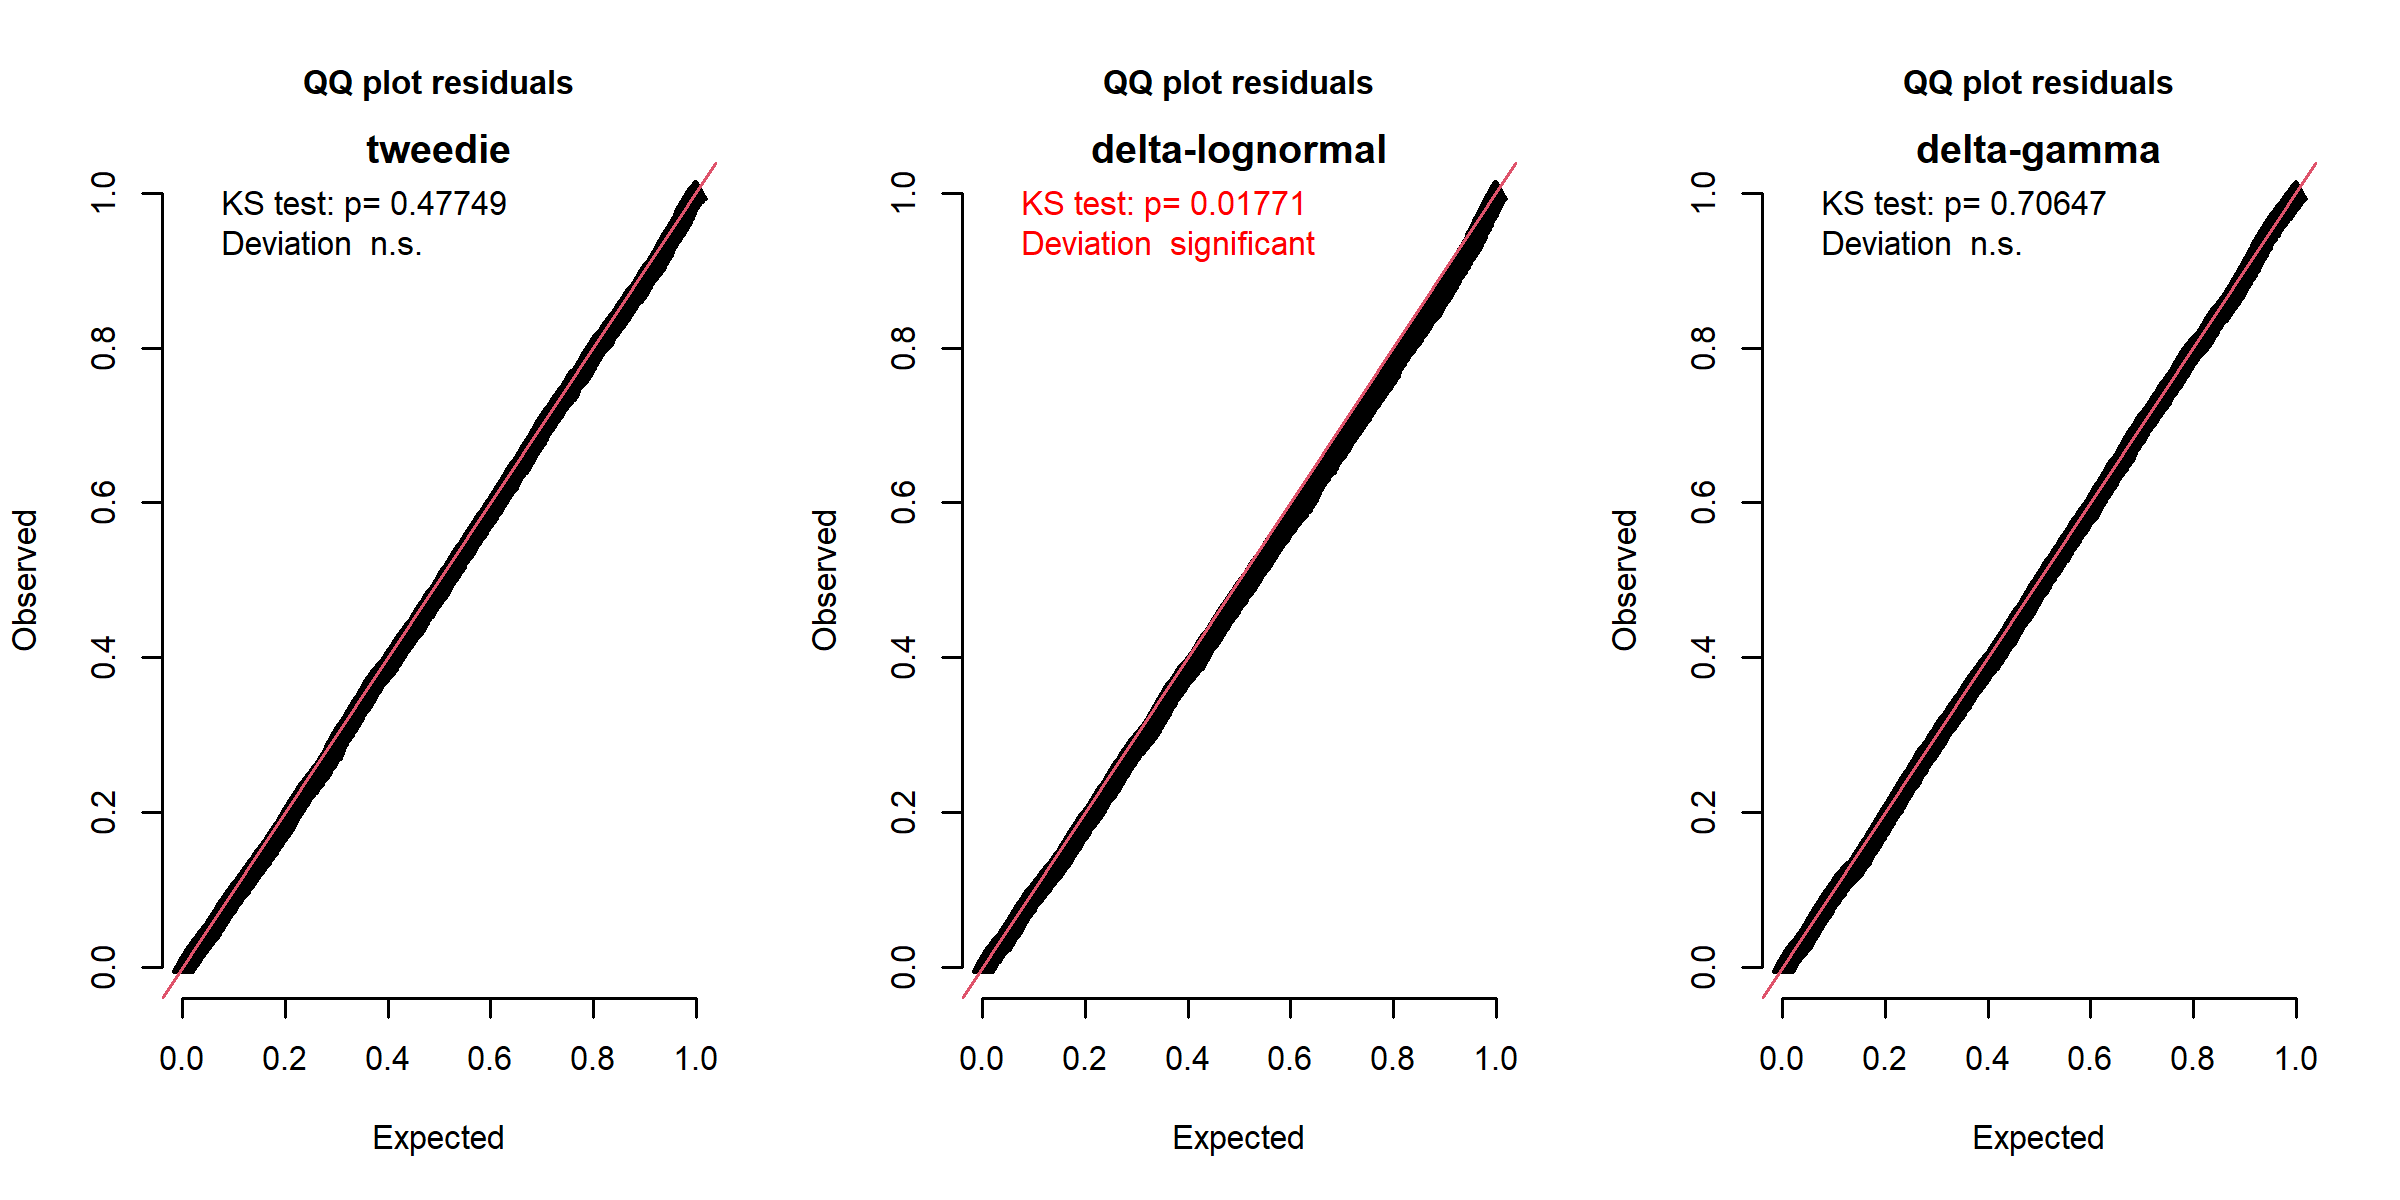 QQ plot residuals
tweedie
KS test: p= 0.47749
Deviation  n.s.
1.0
0.8
0.6
0.4
0.2
0.0
Observed
0.0 0.2 0.4 0.6 0.8 1.0
Expected
QQ plot residuals
delta-lognormal
KS test: p= 0.01771
Deviation  significant
1.0
0.8
0.6
0.4
0.2
0.0
Observed
0.0 0.2 0.4 0.6 0.8 1.0
Expected
QQ plot residuals
delta-gamma
KS test: p= 0.70647
Deviation  n.s.
1.0
0.8
0.6
0.4
0.2
0.0
Observed
0.0 0.2 0.4 0.6 0.8 1.0
Expected